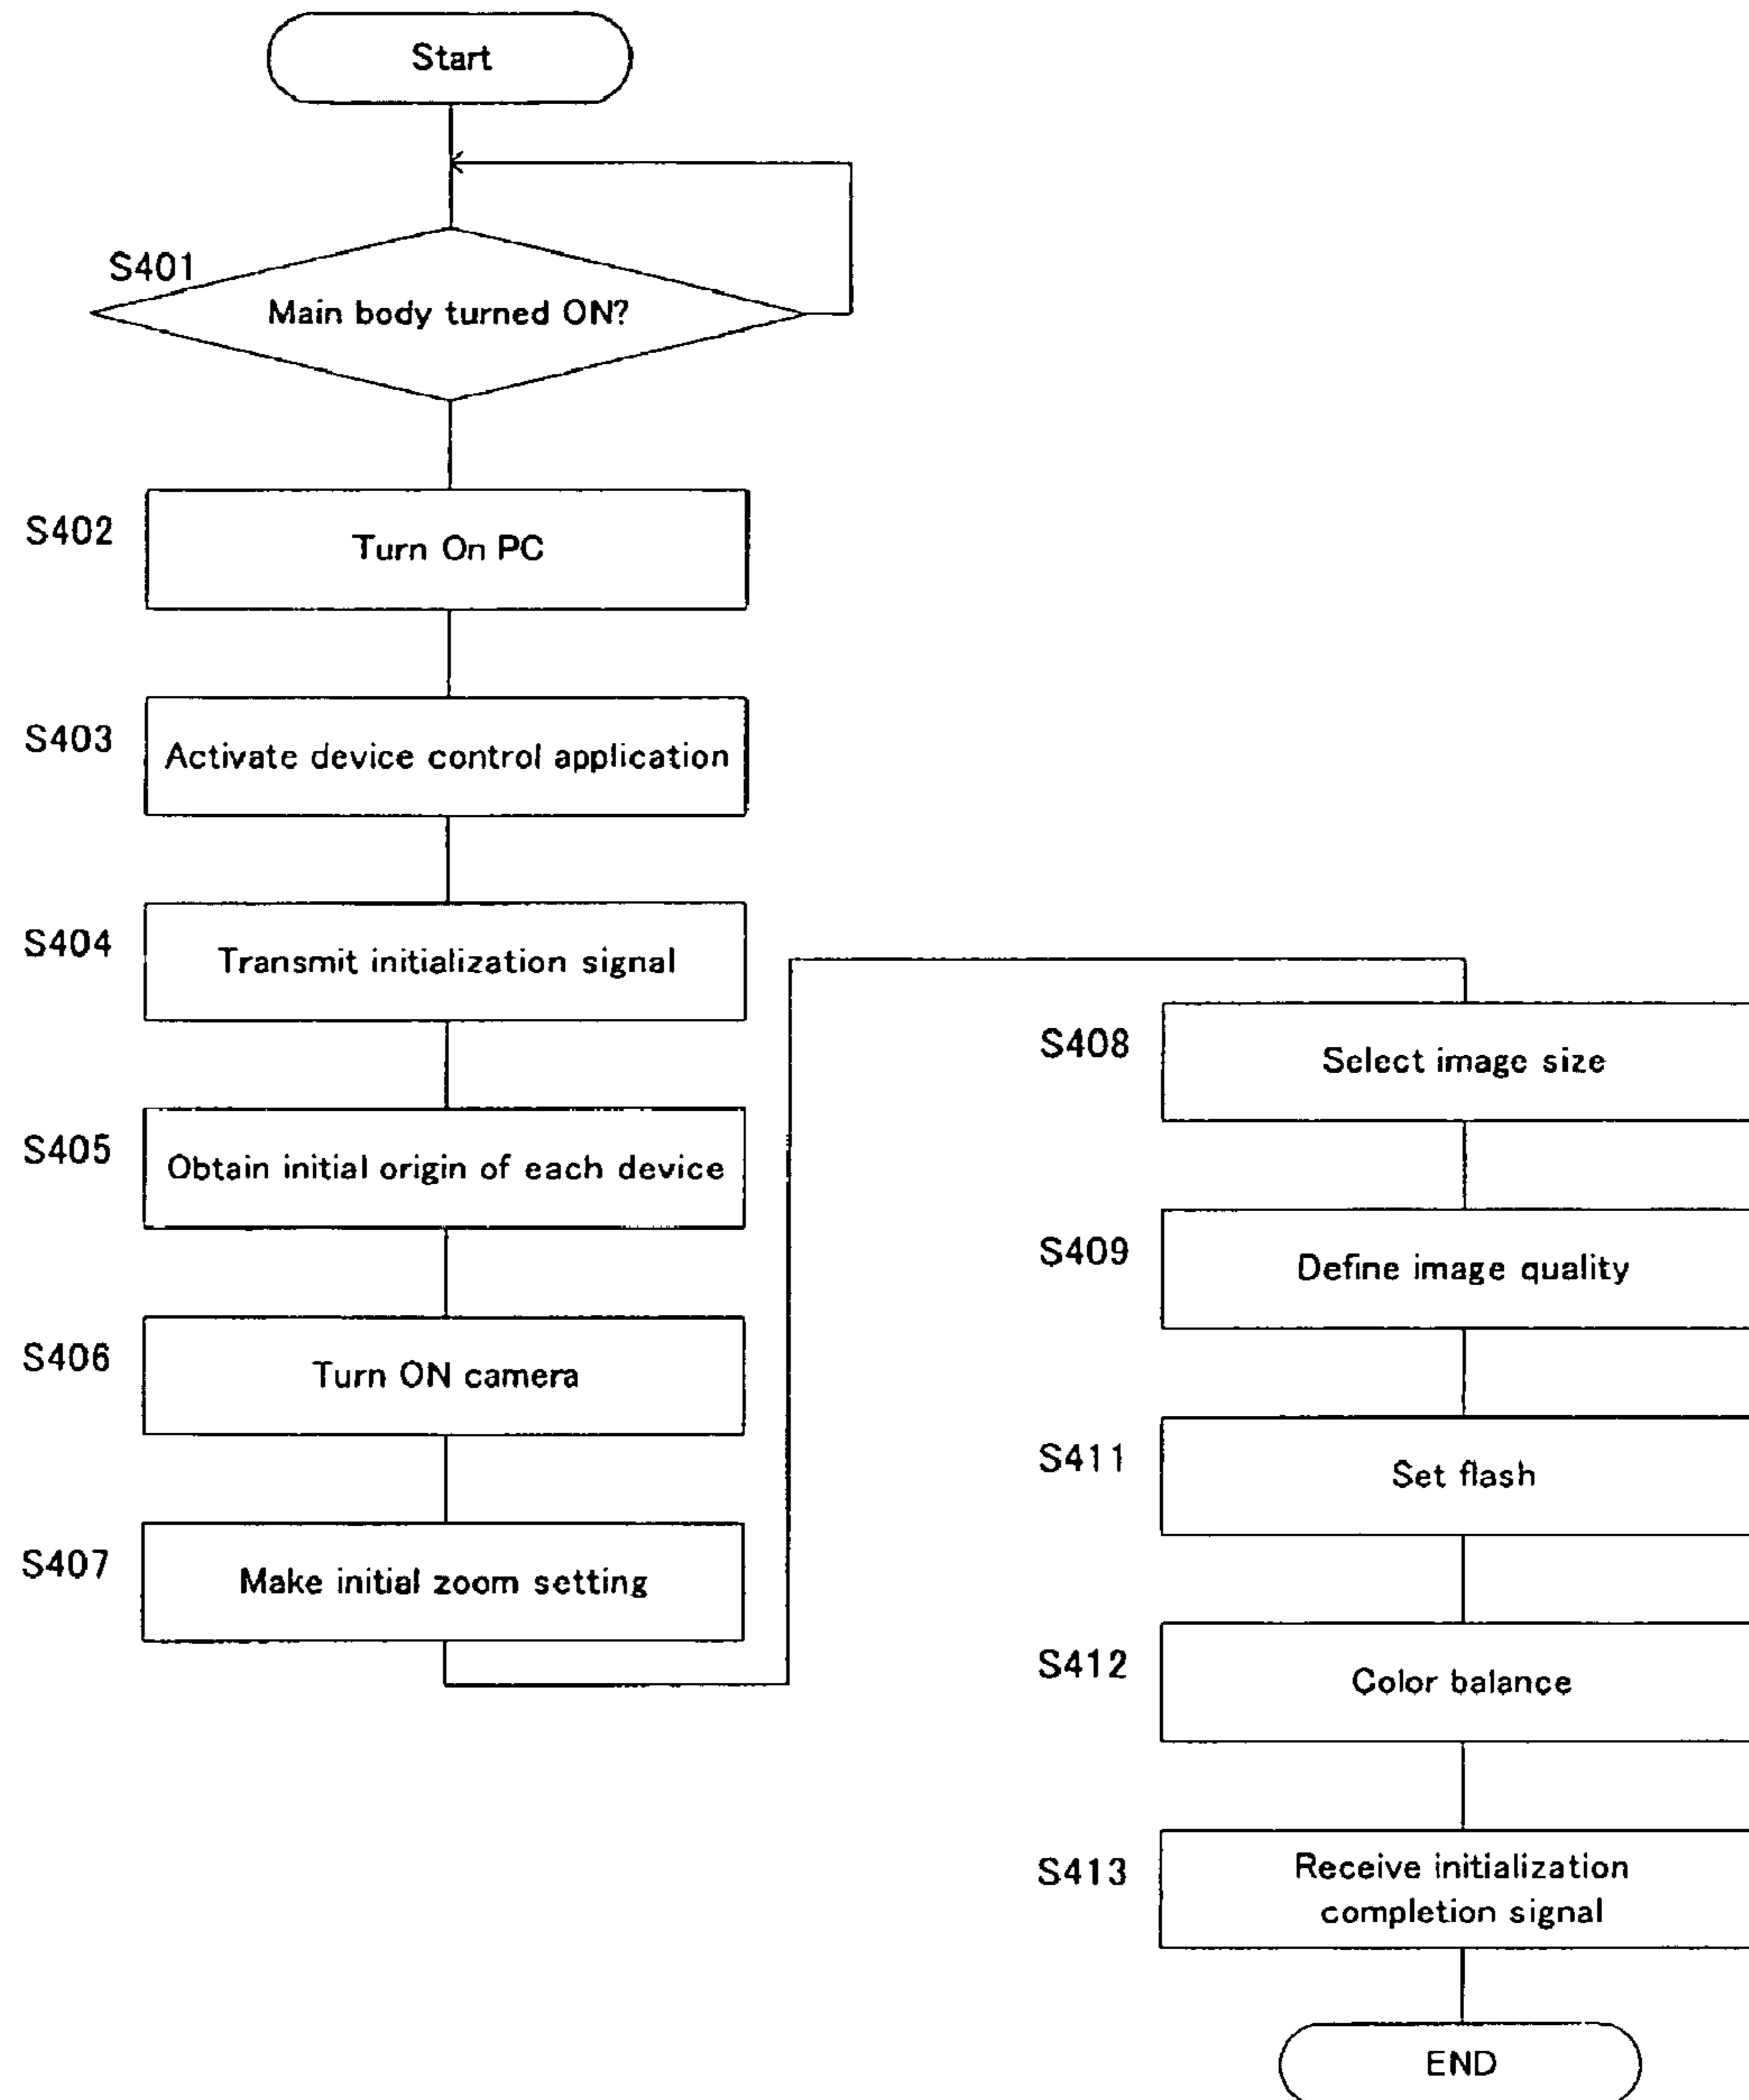 Start
S401
Main body turned ON?
S402
Turn On PC
S403
Activate device control application
S404
Transmit initialization signal
S405
Obtain initial origin of each device
S406
Turn ON camera
S407
Make initial zoom setting
S408
Select image size
S409
Define image quality
S411
Set flash
S412
Color balance
S413
Receive initialization
completion signal
END